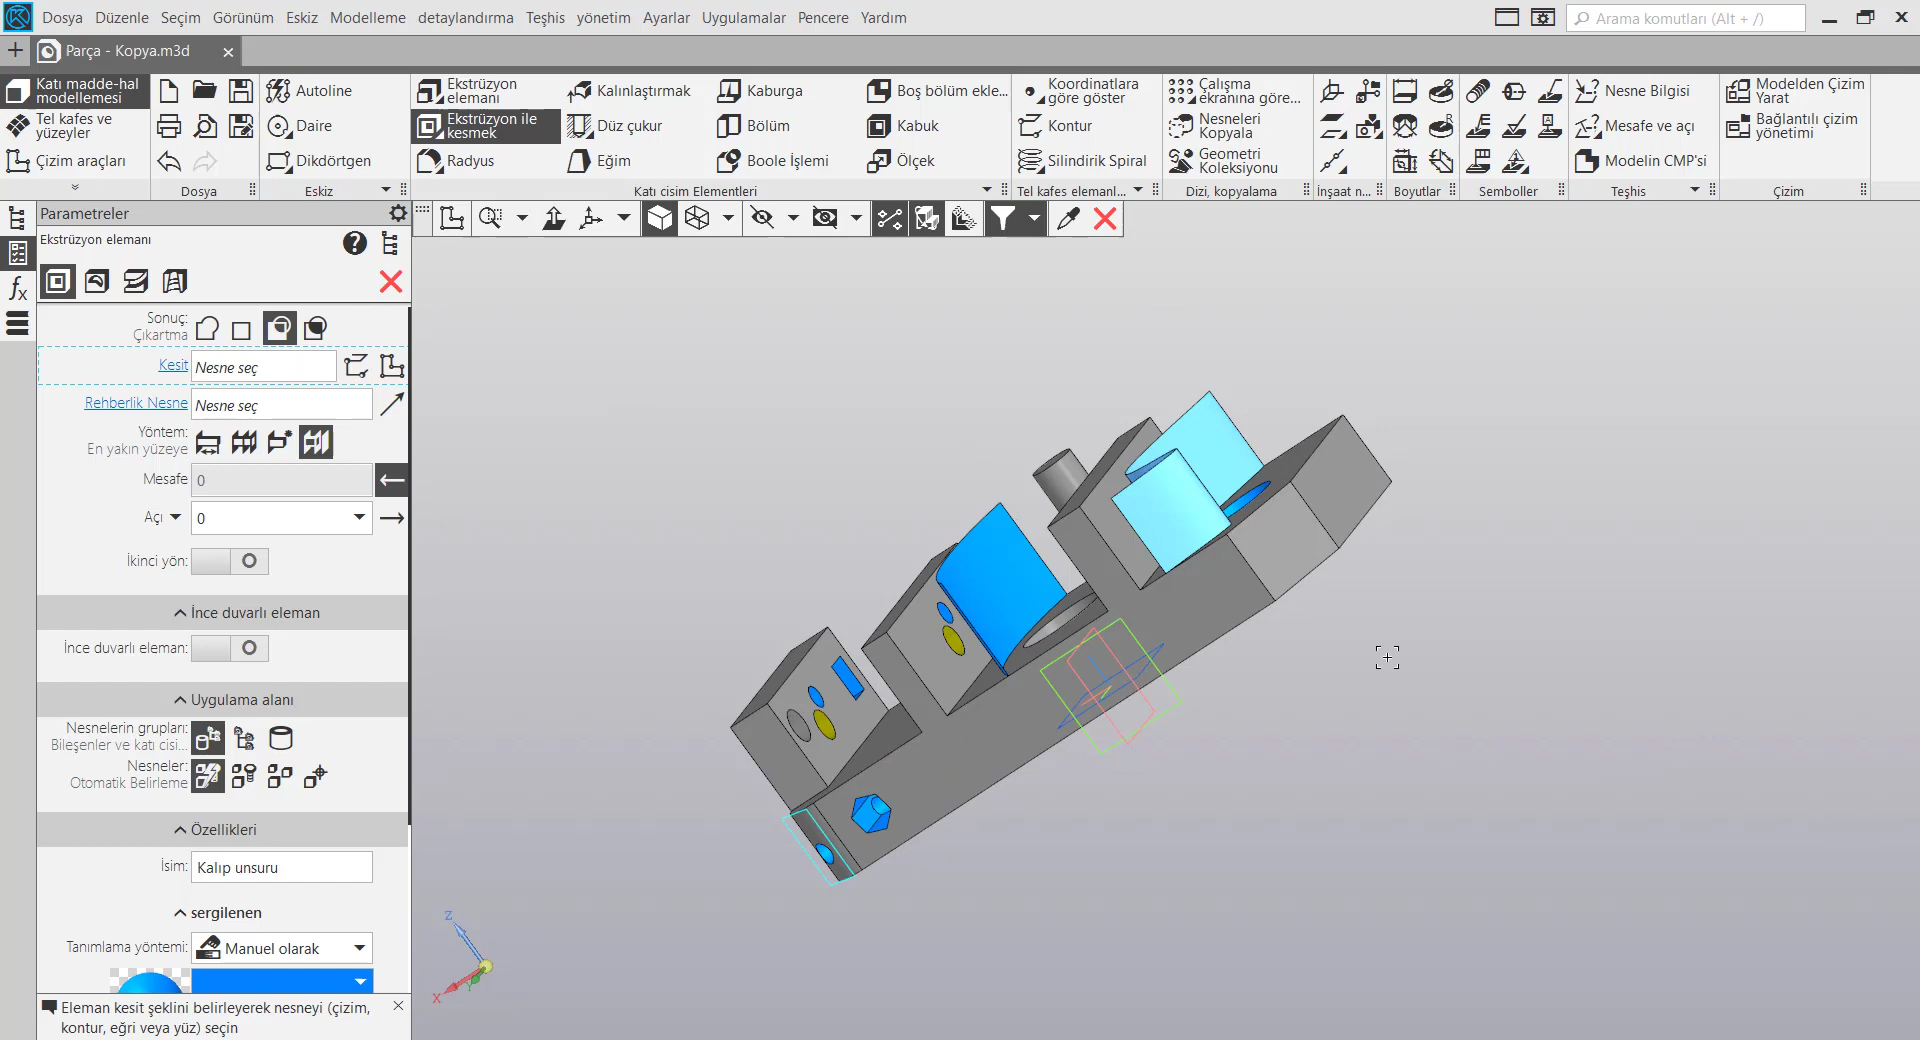 Dosya Düzenle Seçim Görünüm Eskiz Modelleme detaylandırma Teşhis yönetim Ayarlar Uygulamalar Pencere Yardım
Arama komutları (Alt + /)
Parça - Kopya.m3d
Katı madde-hal modellemesi
Tel kafes ve yüzeyler
Çizim araçları
Dosya
Autoline
Daire
Dikdörtgen
Eskiz
Ekstrüzyon elemanı
Ekstrüzyon ile kesmek
Radyus
Kalınlaştırmak
Düz çukur
Eğim
Kaburga
Bölüm
Boole İşlemi
Boş bölüm ekle...
Kabuk
Ölçek
Katı cisim Elementleri
Koordinatlara göre göster
Kontur
Silindirik Spiral
Tel kafes elemanl...
Çalışma ekranına göre...
Nesneleri Kopyala
Geometri Koleksiyonu
Dizi, kopyalama
İnşaat n...
Boyutlar
Semboller
Nesne Bilgisi
Mesafe ve açı
Modelin CMP'si
Teşhis
Modelden Çizim Yarat
Bağlantılı çizim yönetimi
Çizim
Parametreler
Ekstrüzyon elemanı
Sonuç:
Çıkartma
Kesit Nesne seç
Rehberlik Nesne Nesne seç
Yöntem:
En yakın yüzeye
Mesafe 0
Açı 0
İkinci yön:
İnce duvarlı eleman
İnce duvarlı eleman:
Uygulama alanı
Nesnelerin grupları:
Bileşenler ve katı cisi...
Nesneler:
Otomatik Belirleme
Özellikleri
İsim: Kalıp unsuru
sergilenen
Tanımlama yöntemi: Manuel olarak
Eleman kesit şeklini belirleyerek nesneyi (çizim,
kontur, eğri veya yüz) seçin
Z
X
Y